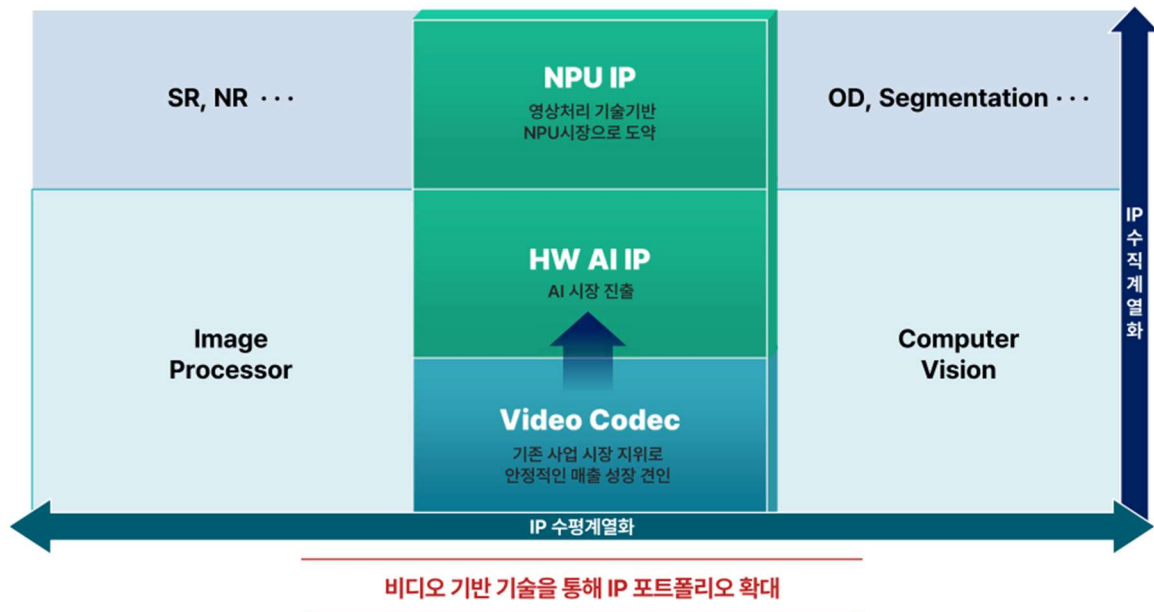 SR, NR ···
NPU IP
영상처리 기술기반
NPU시장으로 도약
OD, Segmentation ···
HW AI IP
AI 시장 진출
Image
Processor
Computer
Vision
Video Codec
기존 사업 시장 지위로
안정적인 매출 성장 견인
IP 수직계열화
IP 수평계열화
비디오 기반 기술을 통해 IP 포트폴리오 확대